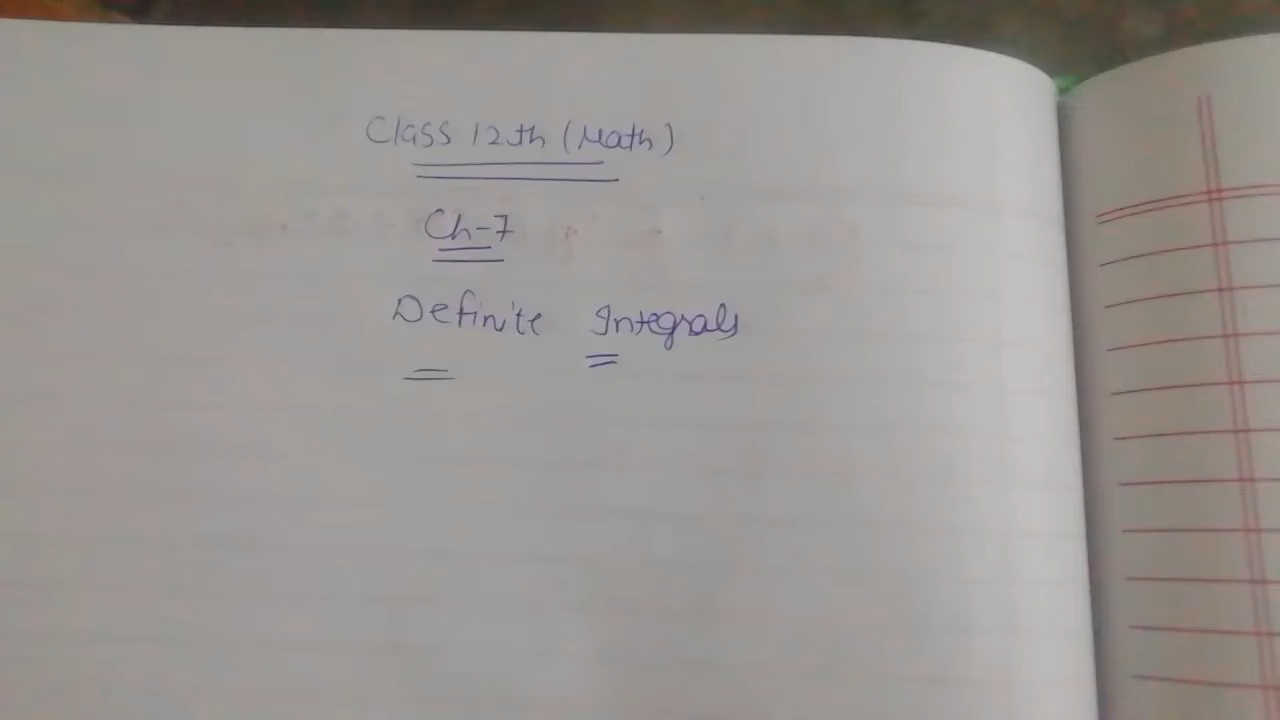 Class 12th (Math)
Ch-7
Definite Integrals